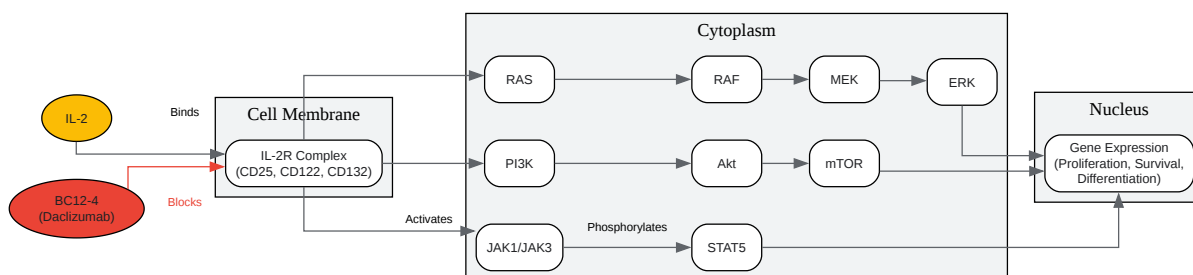 Cytoplasm
RAS
RAF
MEK
ERK
IL-2
Binds
Cell Membrane
IL-2R Complex
(CD25, CD122, CD132)
PI3K
Akt
mTOR
Nucleus
Gene Expression
(Proliferation, Survival,
Differentiation)
BC12-4
(Daclizumab)
Blocks
Activates
JAK1/JAK3
Phosphorylates
STAT5